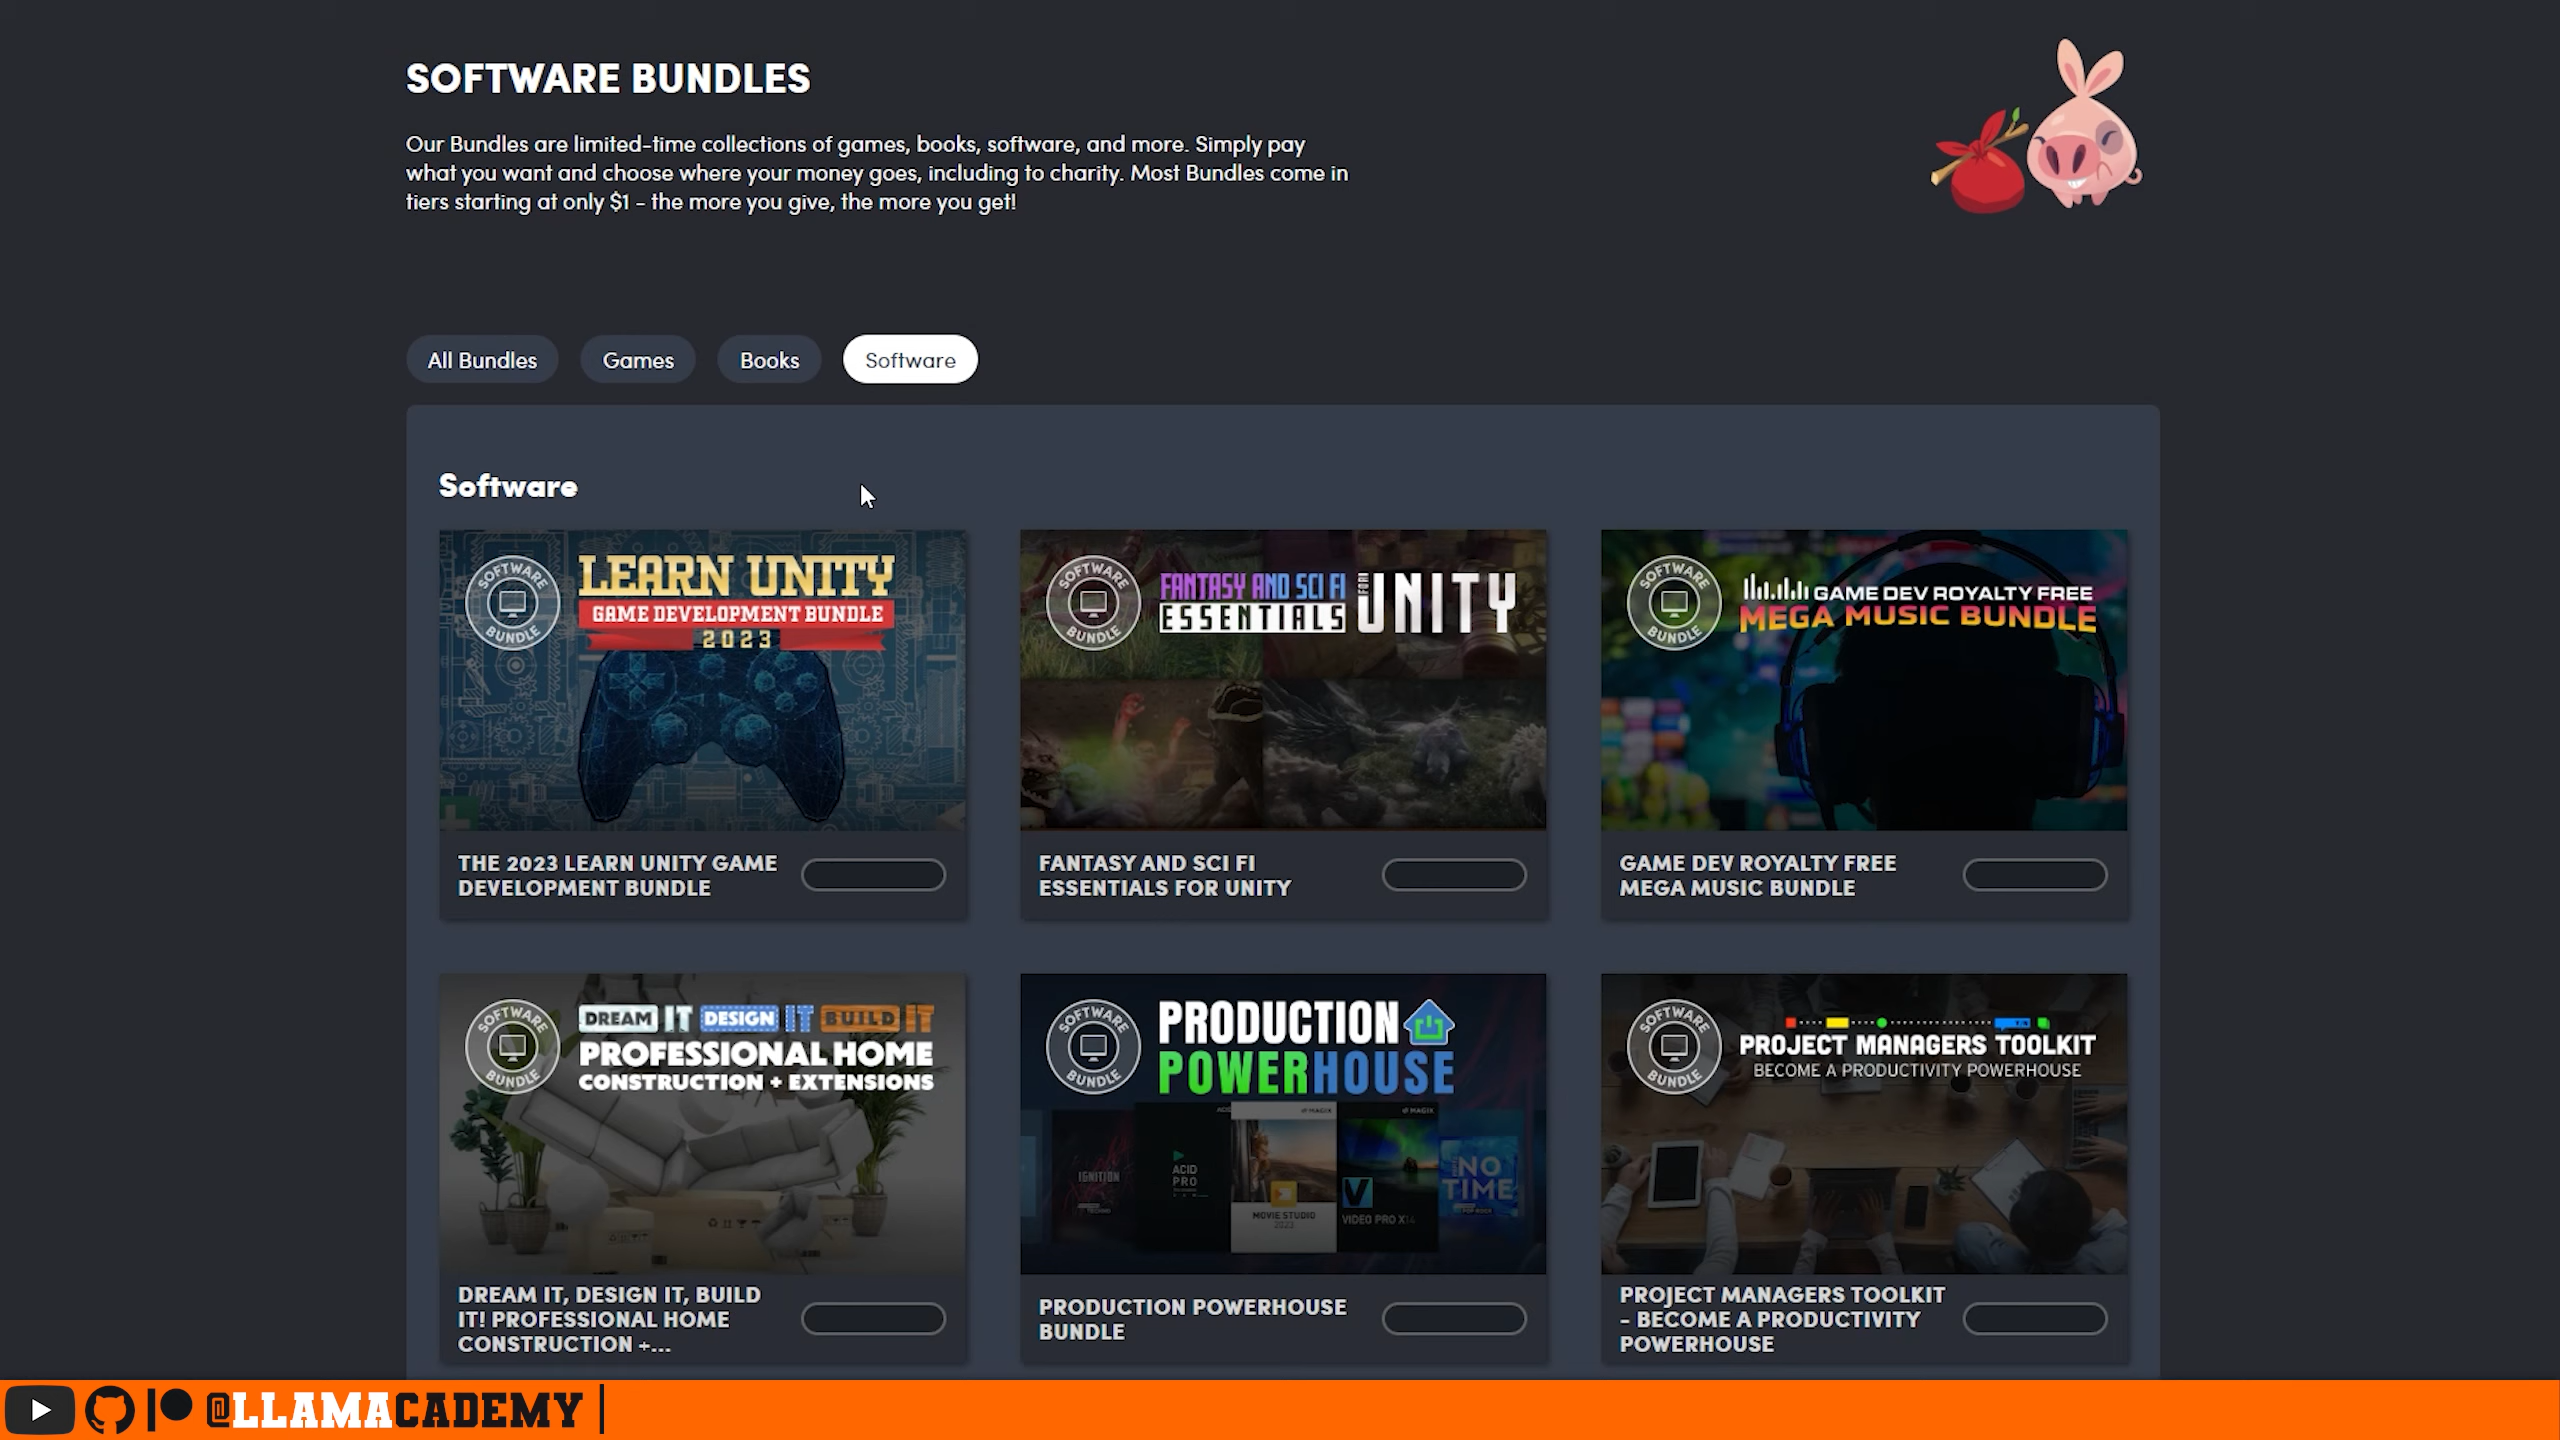 SOFTWARE BUNDLES
Our Bundles are limited-time collections of games, books, software, and more. Simply pay
what you want and choose where your money goes, including to charity. Most Bundles come in
tiers starting at only $1 - the more you give, the more you get!
All Bundles
Games
Books
Software
Software
SOFTWARE BUNDLE
LEARN UNITY
GAME DEVELOPMENT BUNDLE
2023
SOFTWARE BUNDLE
FANTASY AND SCI FI
ESSENTIALS
FOR
UNITY
SOFTWARE BUNDLE
GAME DEV ROYALTY FREE
MEGA MUSIC BUNDLE
THE 2023 LEARN UNITY GAME
DEVELOPMENT BUNDLE
FANTASY AND SCI FI
ESSENTIALS FOR UNITY
GAME DEV ROYALTY FREE
MEGA MUSIC BUNDLE
SOFTWARE BUNDLE
DREAM IT DESIGN IT BUILD IT
PROFESSIONAL HOME
CONSTRUCTION + EXTENSIONS
SOFTWARE BUNDLE
PRODUCTION
POWERHOUSE
MAGIX
MAGIX
IGNITION
ACID
PRO
MOVIE STUDIO
2023
VIDEO PRO X14
NO
TIME
SOFTWARE BUNDLE
PROJECT MANAGERS TOOLKIT
BECOME A PRODUCTIVITY POWERHOUSE
DREAM IT, DESIGN IT, BUILD
IT! PROFESSIONAL HOME
CONSTRUCTION +...
PRODUCTION POWERHOUSE
BUNDLE
PROJECT MANAGERS TOOLKIT
- BECOME A PRODUCTIVITY
POWERHOUSE
@LLAMACADEMY